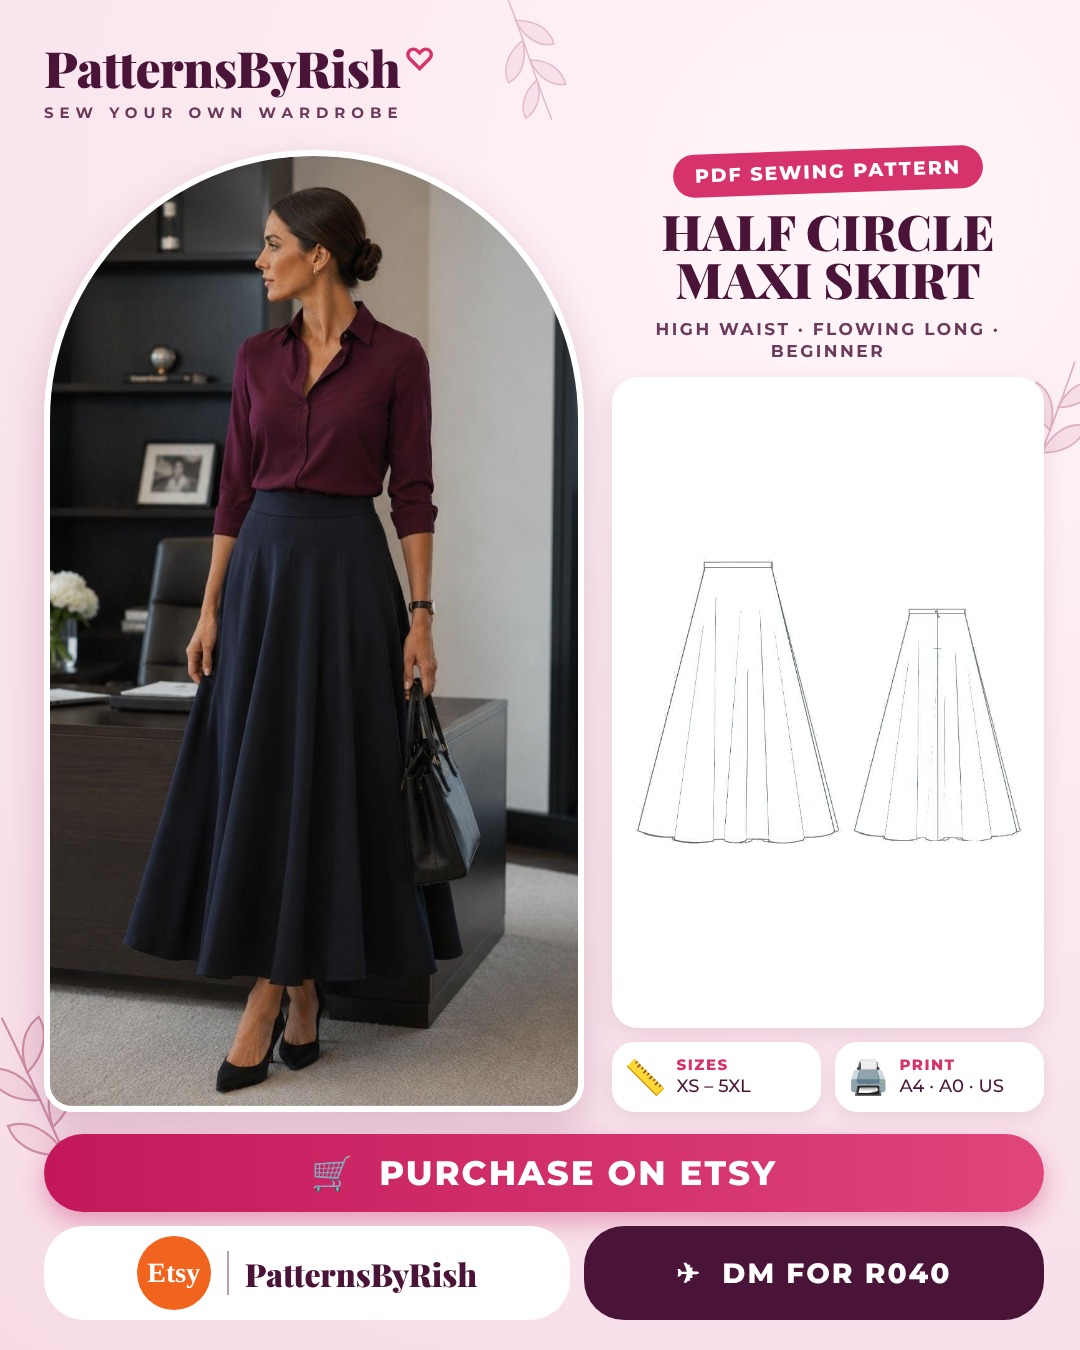 PatternsByRish
SEW YOUR OWN WARDROBE
PDF SEWING PATTERN
HALF CIRCLE
MAXI SKIRT
HIGH WAIST · FLOWING LONG ·
BEGINNER
SIZES
XS – 5XL
PRINT
A4 · A0 · US
PURCHASE ON ETSY
Etsy | PatternsByRish
DM FOR R040